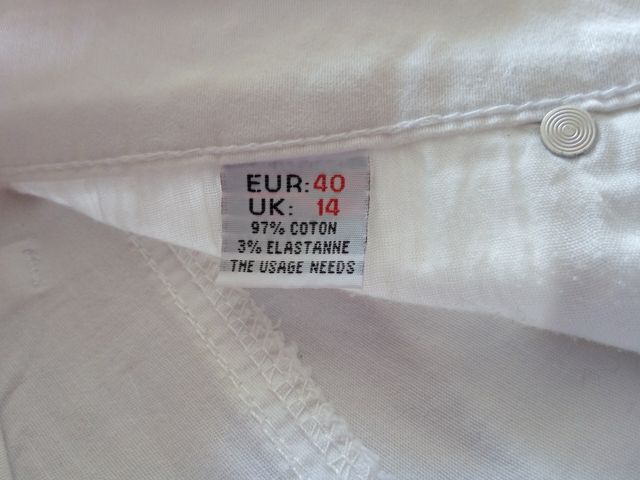 EUR: 40
UK: 14
97% COTON
3% ELASTANNE
THE USAGE NEEDS